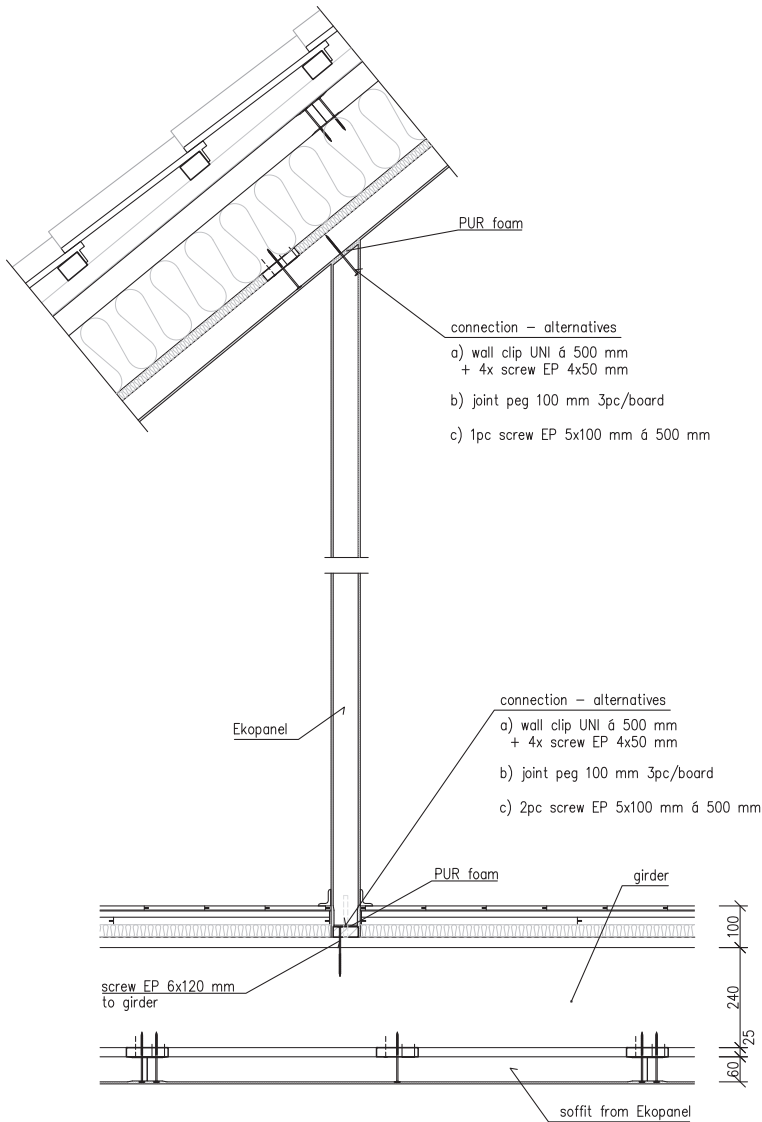 PUR foam
connection – alternatives
a) wall clip UNI á 500 mm
+ 4x screw EP 4x50 mm
b) joint peg 100 mm 3pc/board
c) 1pc screw EP 5x100 mm á 500 mm
connection – alternatives
a) wall clip UNI á 500 mm
+ 4x screw EP 4x50 mm
b) joint peg 100 mm 3pc/board
c) 2pc screw EP 5x100 mm á 500 mm
Ekopanel
PUR foam
girder
100
screw EP 6x120 mm
to girder
240
25
60
soffit from Ekopanel